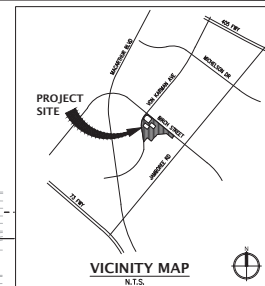 405 FWY
MACARTHUR BLVD
MICHELSON DR
VON KARMAN AVE
PROJECT
SITE
BIRCH STREET
JAMBOREE RD
73 FWY
VICINITY MAP
N.T.S.
N